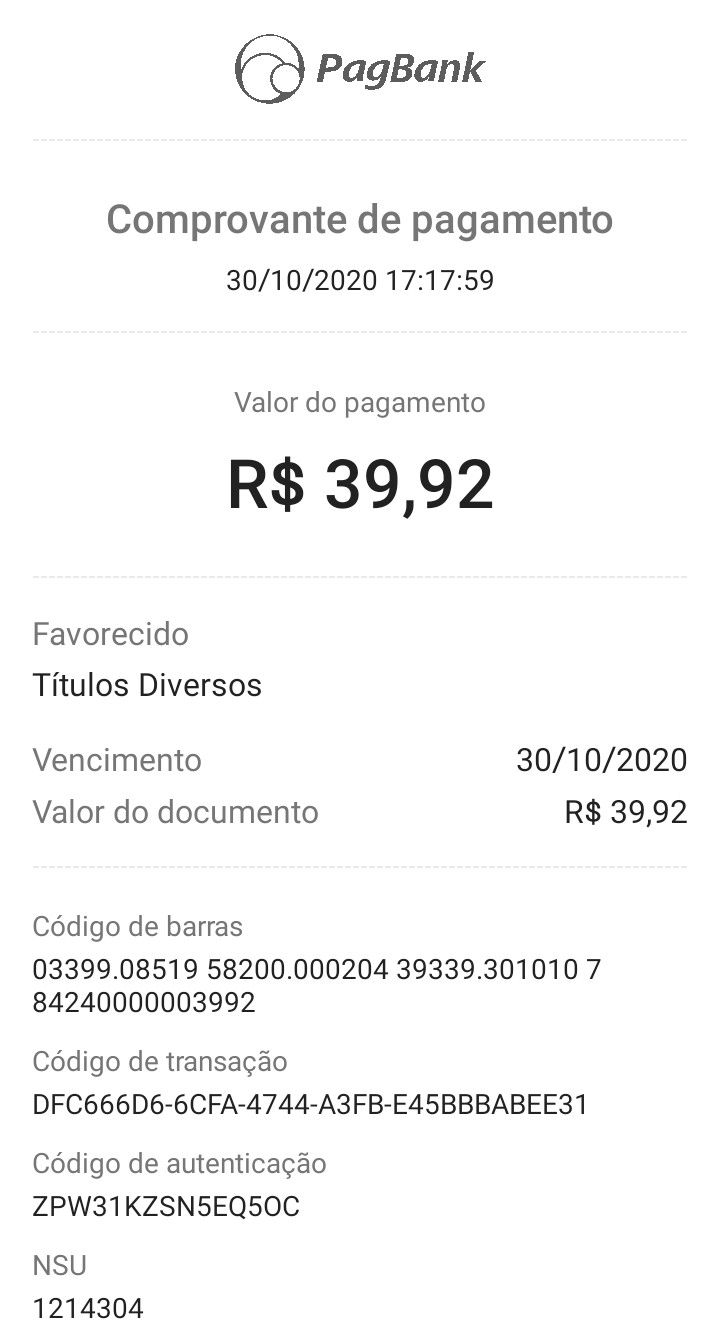 PagBank
Comprovante de pagamento
30/10/2020 17:17:59
Valor do pagamento
R$ 39,92
Favorecido
Títulos Diversos
Vencimento 30/10/2020
Valor do documento R$ 39,92
Código de barras
03399.08519 58200.000204 39339.301010 7
84240000003992
Código de transação
DFC666D6-6CFA-4744-A3FB-E45BBBABEE31
Código de autenticação
ZPW31KZSN5EQ5OC
NSU
1214304